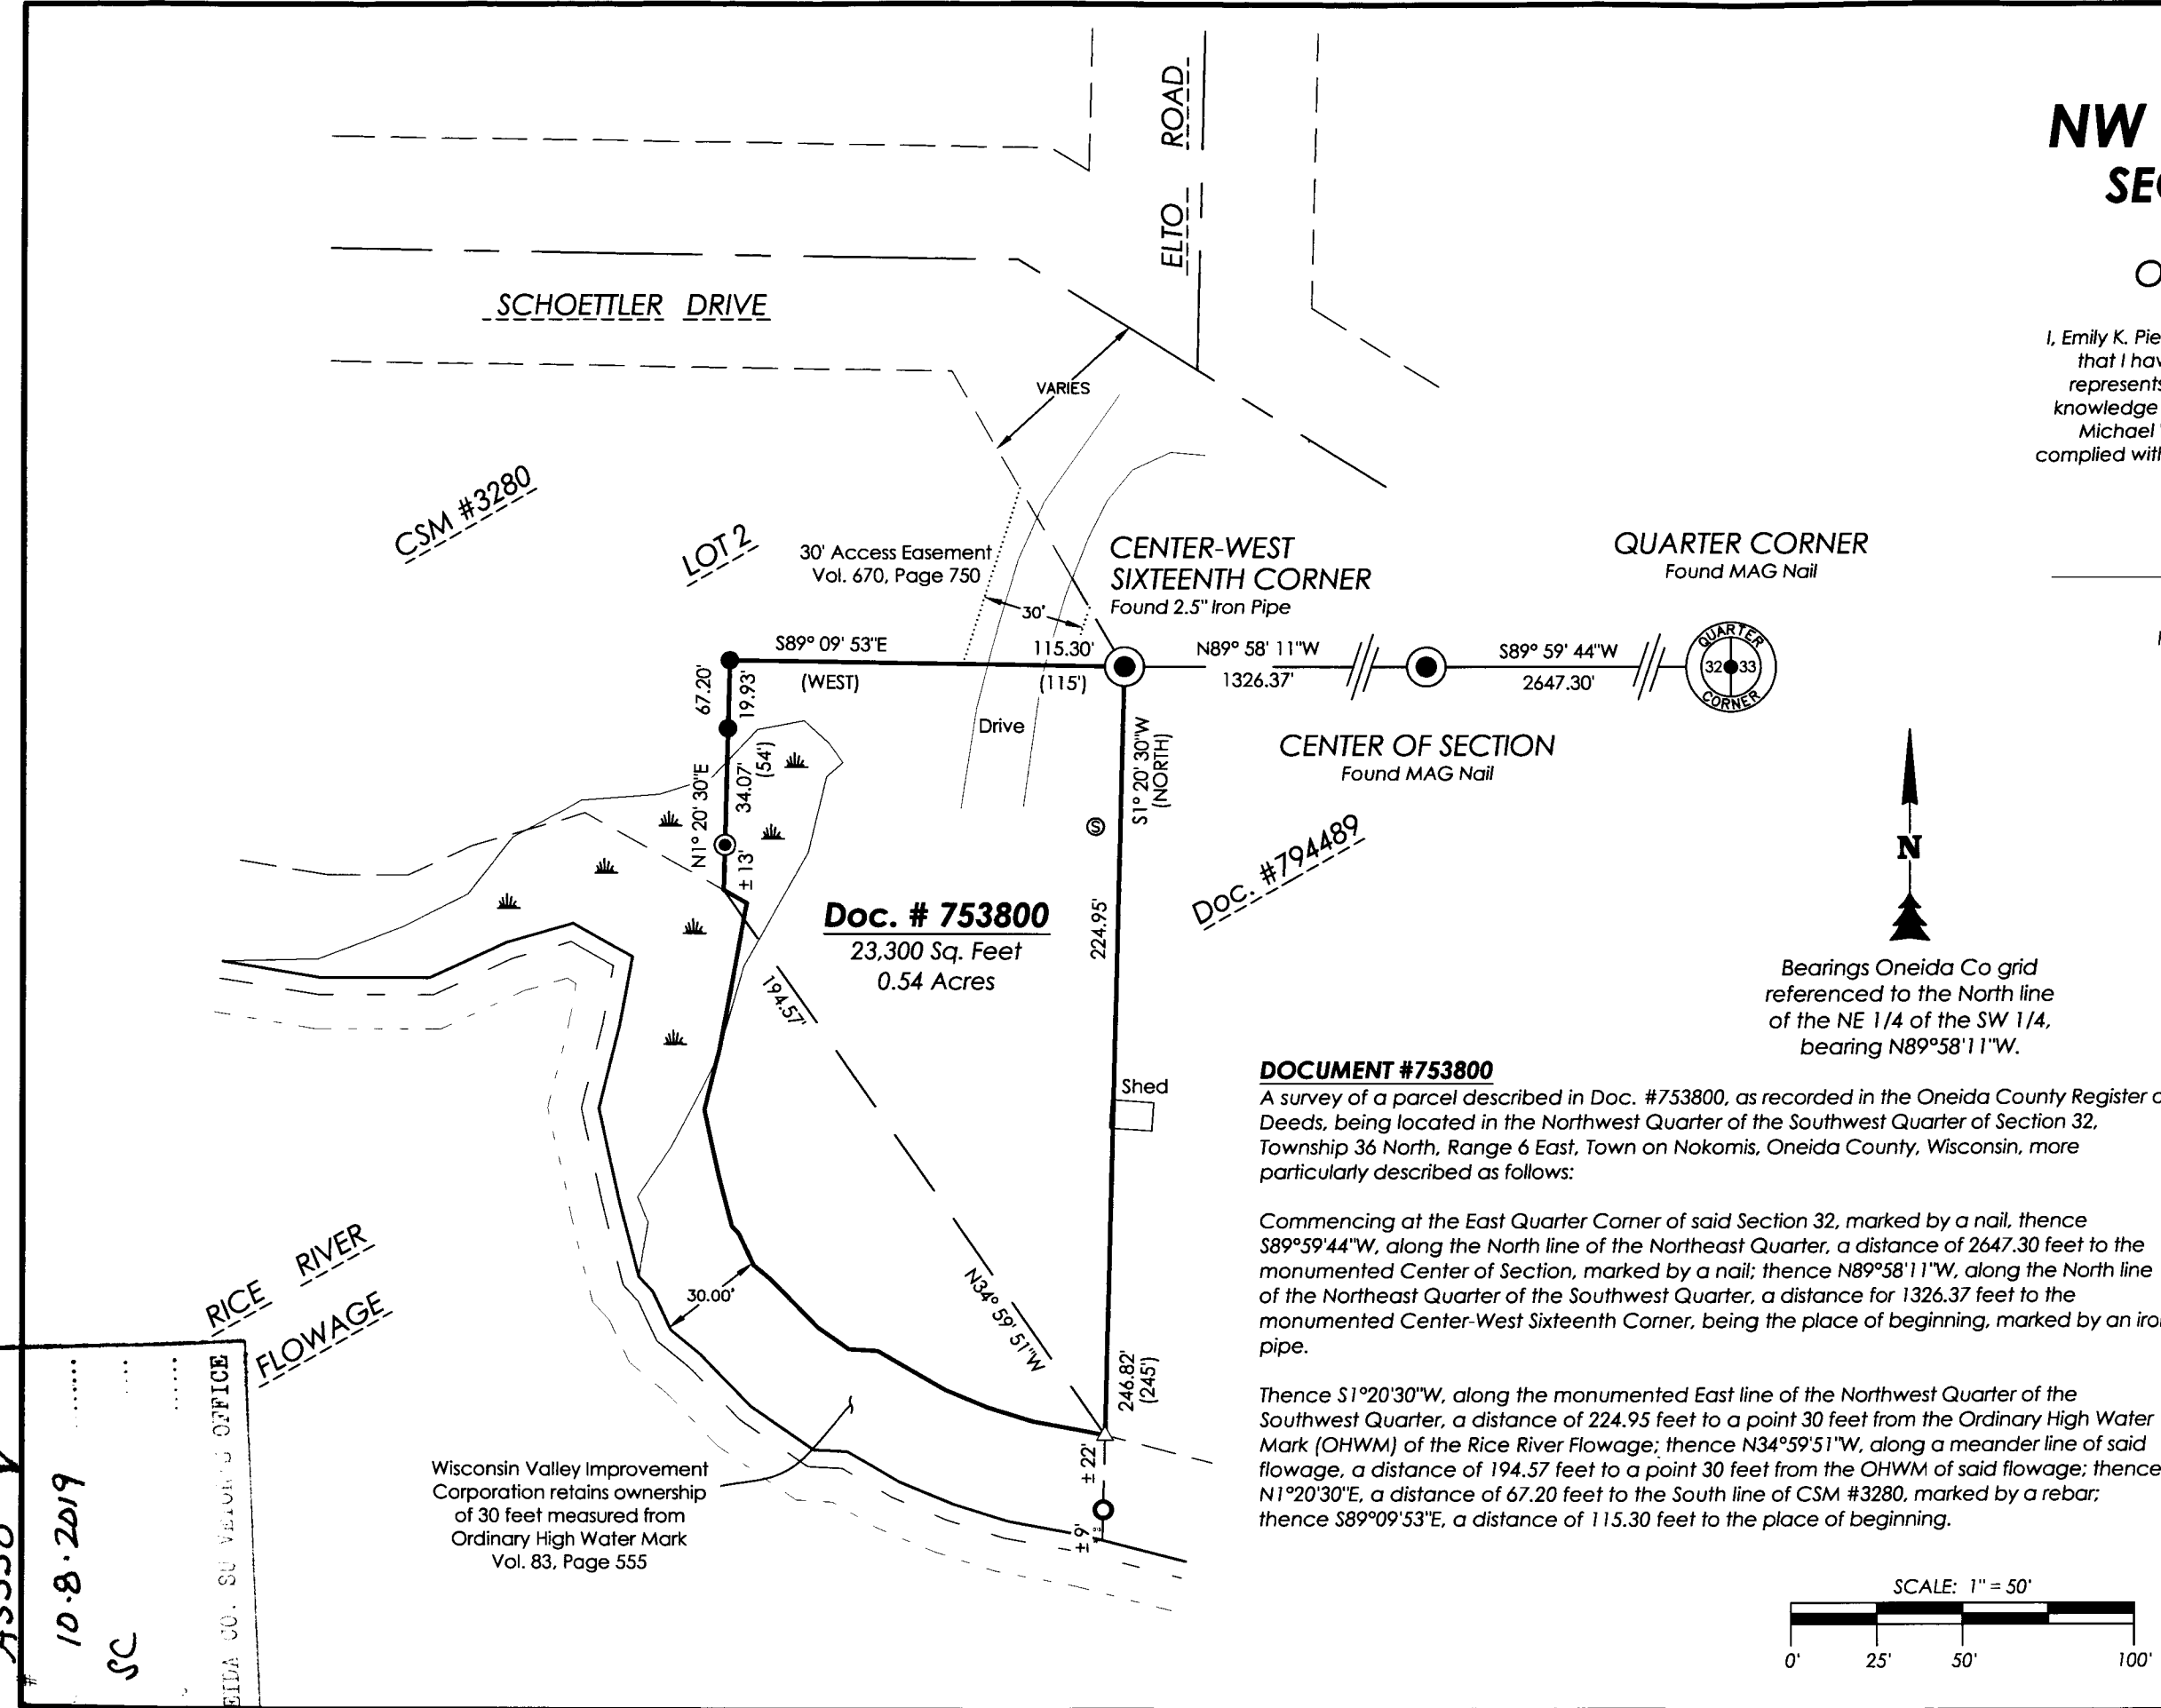 ELTO ROAD
SCHOETTLER DRIVE
VARIES
CSM #3280
LOT 2
30' Access Easement
Vol. 670, Page 750
30'
CENTER-WEST
SIXTEENTH CORNER
Found 2.5" Iron Pipe
QUARTER CORNER
Found MAG Nail
S89° 09' 53"E
115.30'
(WEST)
(115')
N89° 58' 11"W
1326.37'
S89° 59' 44"W
2647.30'
QUARTER
32 33
CORNER
CENTER OF SECTION
Found MAG Nail
67.20'
19.93'
N1° 20' 30"E
34.07'
(54')
± 13'
Drive
S1° 20' 30"W
(NORTH)
S
224.95'
Doc. #794489
Doc. # 753800
23,300 Sq. Feet
0.54 Acres
194.57'
N34° 59' 51"W
Shed
246.82'
(245')
± 22'
± 9'
30.00'
RICE RIVER
FLOWAGE
Wisconsin Valley Improvement
Corporation retains ownership
of 30 feet measured from
Ordinary High Water Mark
Vol. 83, Page 555
NW
I, Emily K. Pie
that I hav
represents
knowledge
Michael
complied with
N
Bearings Oneida Co grid
referenced to the North line
of the NE 1/4 of the SW 1/4,
bearing N89°58'11"W.
DOCUMENT #753800
A survey of a parcel described in Doc. #753800, as recorded in the Oneida County Register o
Deeds, being located in the Northwest Quarter of the Southwest Quarter of Section 32,
Township 36 North, Range 6 East, Town on Nokomis, Oneida County, Wisconsin, more
particularly described as follows:
Commencing at the East Quarter Corner of said Section 32, marked by a nail, thence
S89°59'44"W, along the North line of the Northeast Quarter, a distance of 2647.30 feet to the
monumented Center of Section, marked by a nail; thence N89°58'11"W, along the North line
of the Northeast Quarter of the Southwest Quarter, a distance for 1326.37 feet to the
monumented Center-West Sixteenth Corner, being the place of beginning, marked by an iro
pipe.
Thence S1°20'30"W, along the monumented East line of the Northwest Quarter of the
Southwest Quarter, a distance of 224.95 feet to a point 30 feet from the Ordinary High Water
Mark (OHWM) of the Rice River Flowage; thence N34°59'51"W, along a meander line of said
flowage, a distance of 194.57 feet to a point 30 feet from the OHWM of said flowage; thence
N1°20'30"E, a distance of 67.20 feet to the South line of CSM #3280, marked by a rebar;
thence S89°09'53"E, a distance of 115.30 feet to the place of beginning.
SCALE: 1" = 50'
0' 25' 50' 100'
10-8-2019
SC
EIDA CO. OFFICE